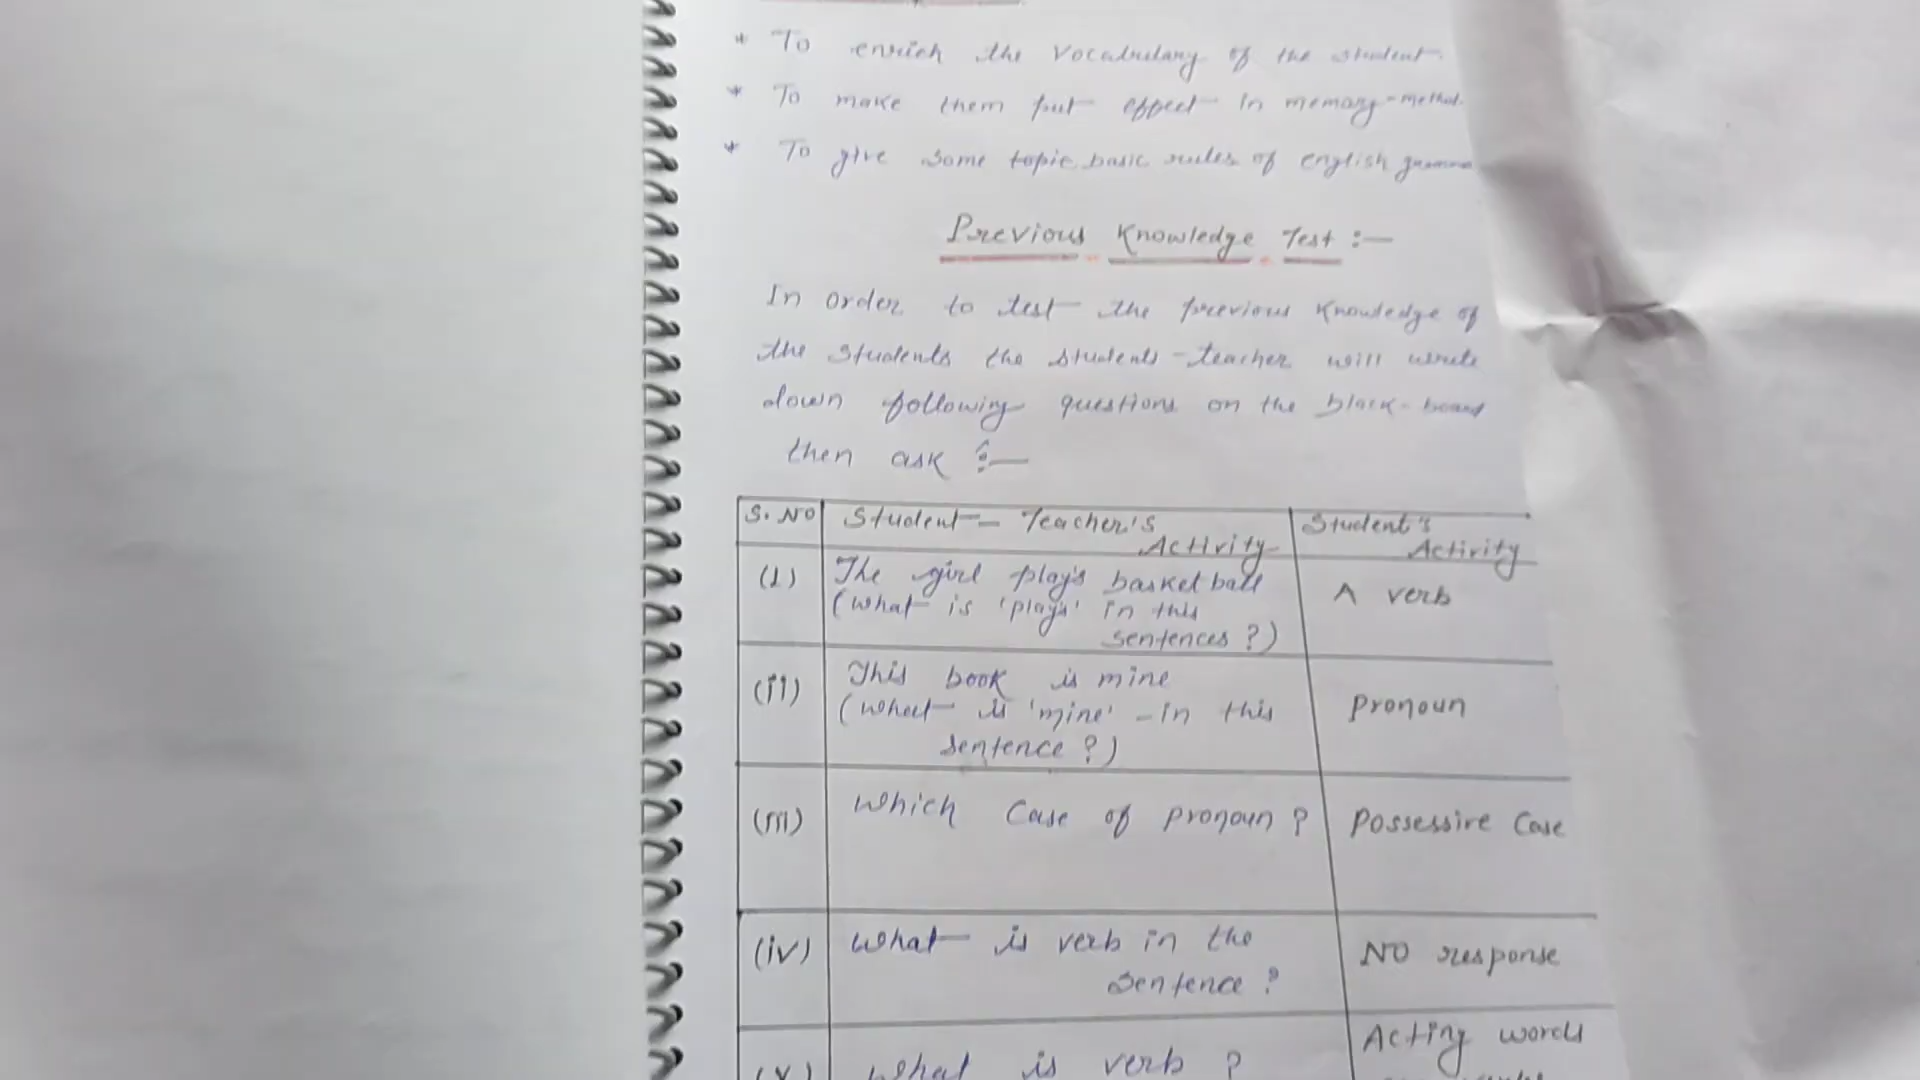 * To enrich the vocabulary of the student.
* To make them put effect in memory-method.
* To give some topic basic rules of english
Previous Knowledge Test :—
In order to test the previous knowledge of
the students the students-teacher will write
down following questions on the black-board
then ask :—
S.NO Student - Teacher's Activity Student's Activity
(i) The girl play's basket ball
(What is 'play's' in this
sentences ?) A verb
(ii) This book is mine
(What is 'mine' - in this
sentence ?) Pronoun
(iii) Which Case of pronoun ? Possessive Case
(iv) What is verb in the
sentence ? NO response
(v) What is verb ? Acting words